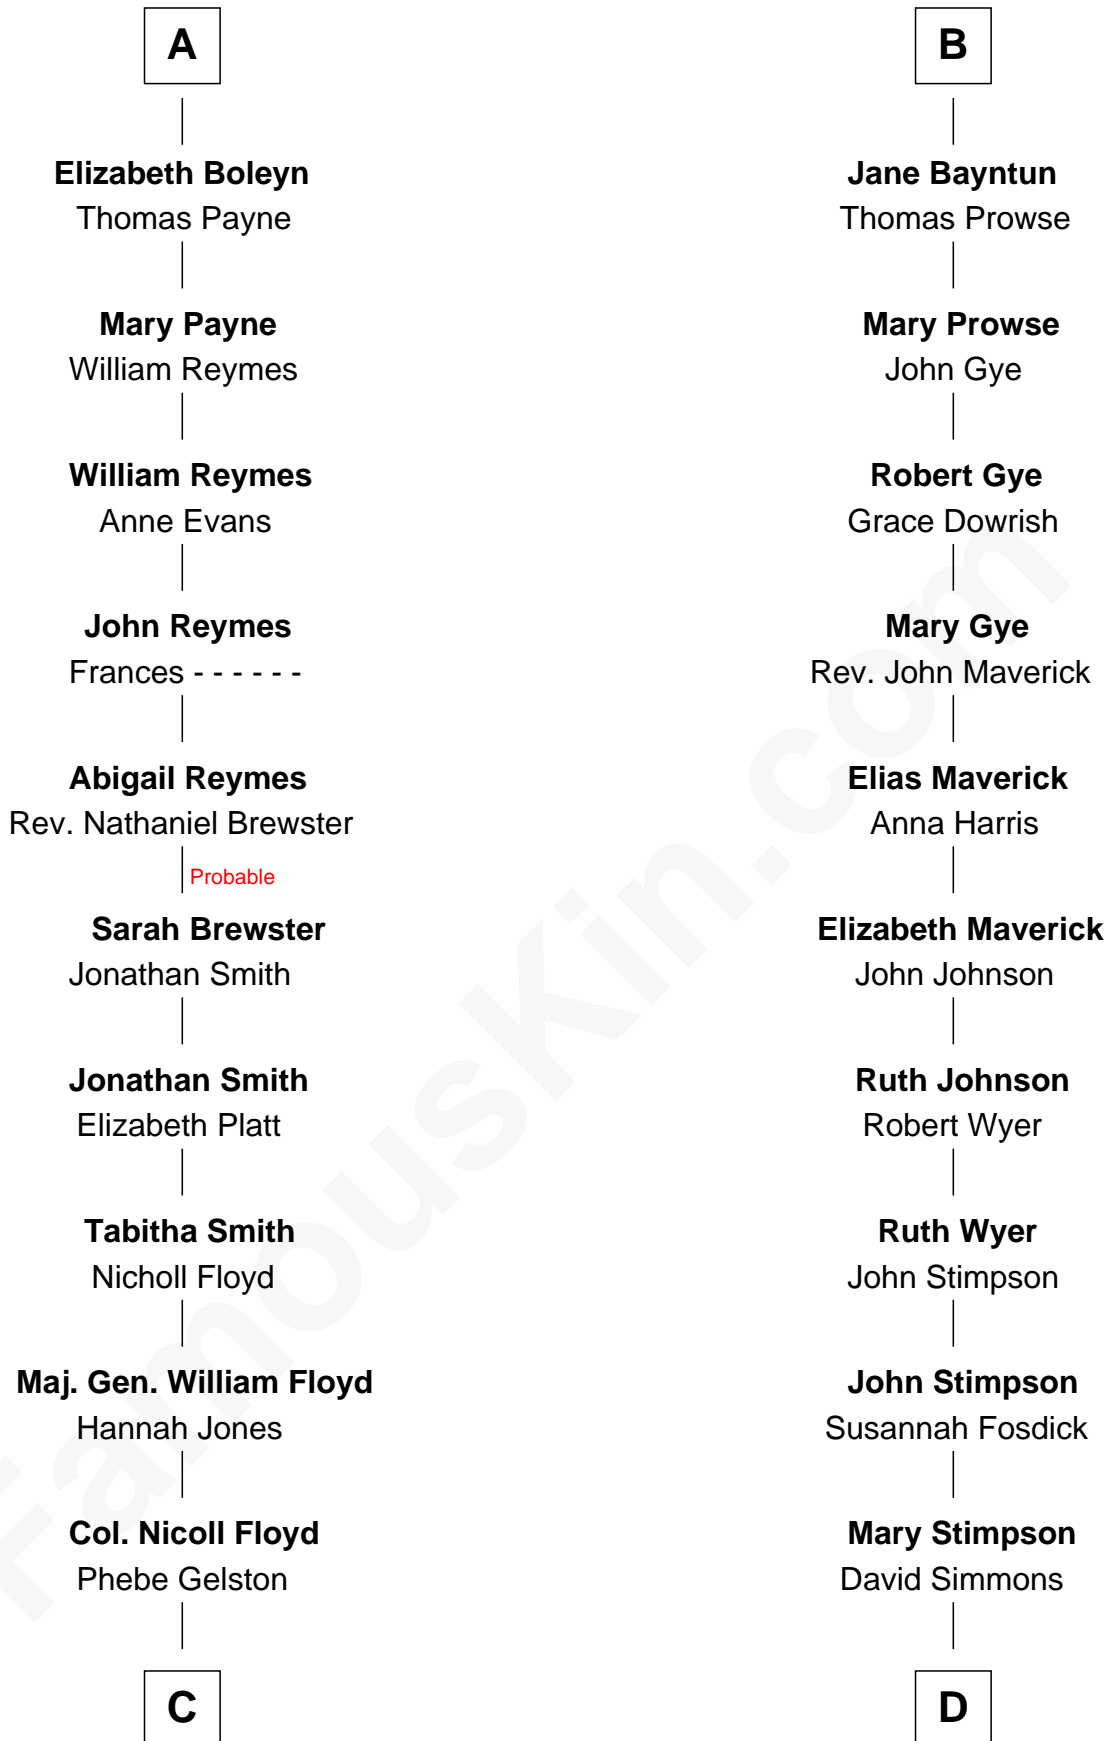 A
Elizabeth Boleyn
Thomas Payne
Mary Payne
William Reymes
William Reymes
Anne Evans
John Reymes
Frances - - - - - -
Abigail Reymes
Rev. Nathaniel Brewster
Probable
Sarah Brewster
Jonathan Smith
Jonathan Smith
Elizabeth Platt
Tabitha Smith
Nicholl Floyd
Maj. Gen. William Floyd
Hannah Jones
Col. Nicoll Floyd
Phebe Gelston
C
B
Jane Bayntun
Thomas Prowse
Mary Prowse
John Gye
Robert Gye
Grace Dowrish
Mary Gye
Rev. John Maverick
Elias Maverick
Anna Harris
Elizabeth Maverick
John Johnson
Ruth Johnson
Robert Wyer
Ruth Wyer
John Stimpson
John Stimpson
Susannah Fosdick
Mary Stimpson
David Simmons
D
FamousKin.com